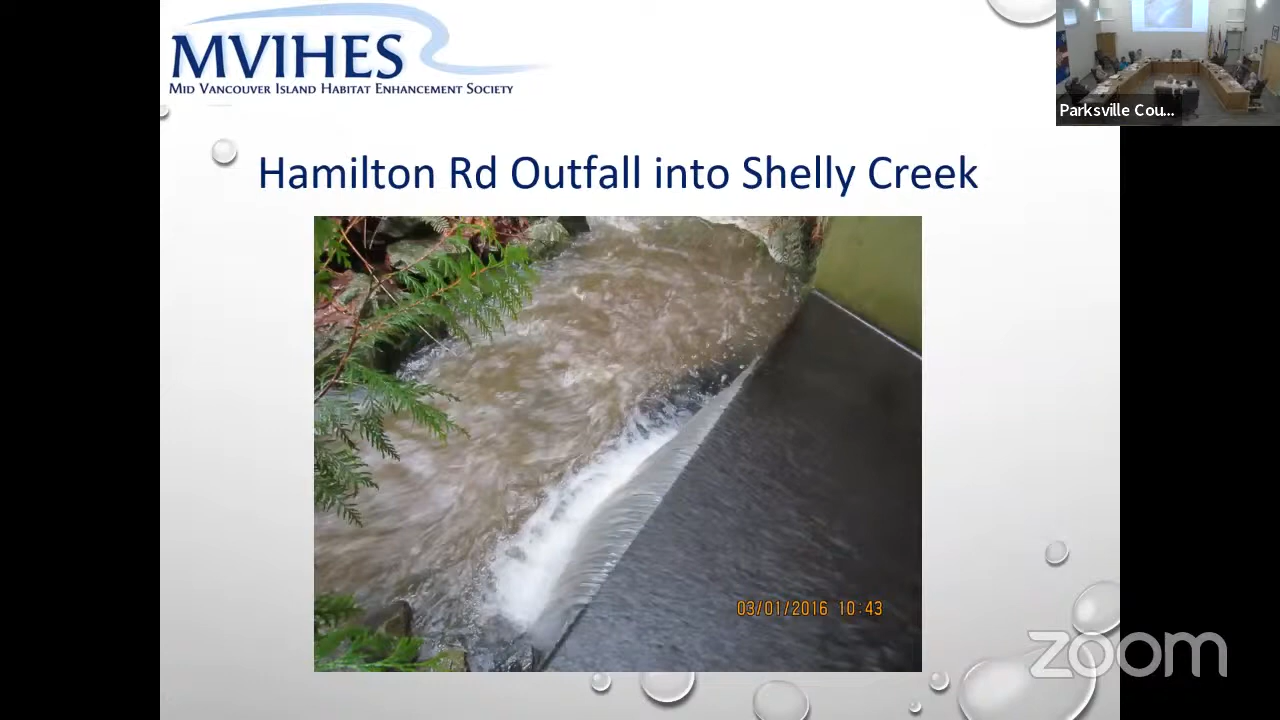 MVIHES
MID VANCOUVER ISLAND HABITAT ENHANCEMENT SOCIETY
Parksville Cou...
Hamilton Rd Outfall into Shelly Creek
03/01/2016 10:43
zoom